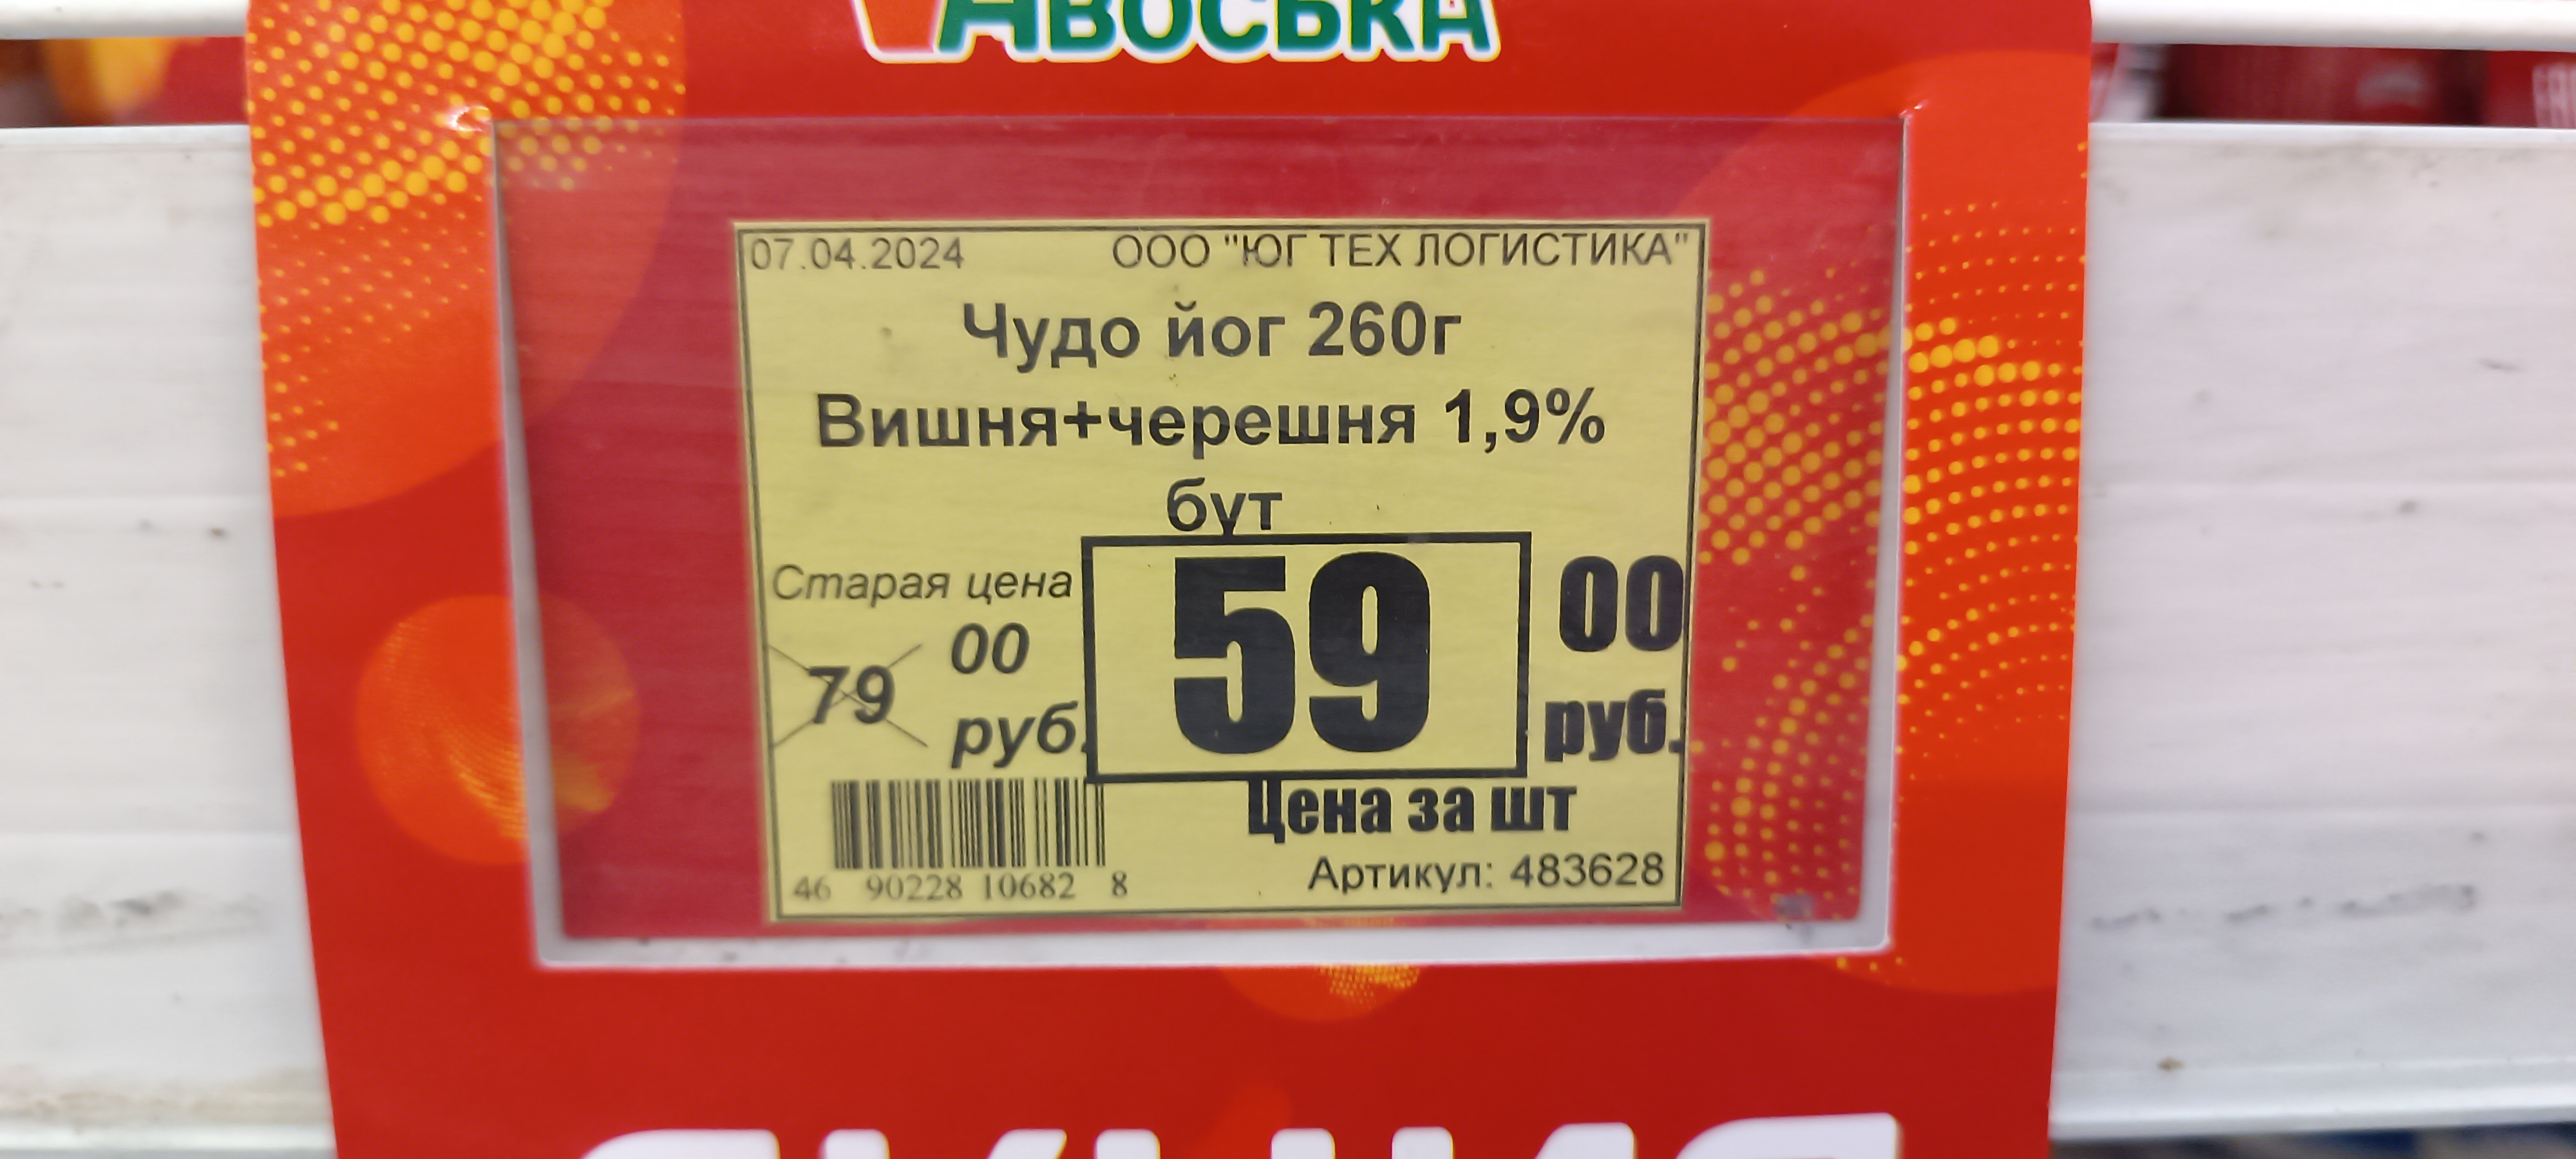 АВОСЬКА
07.04.2024 ООО "ЮГ ТЕХ ЛОГИСТИКА"
Чудо йог 260г
Вишня+черешня 1,9%
бут
Старая цена
79 00 руб.
59 00 руб.
Цена за шт
46 90228 10682 8
Артикул: 483628